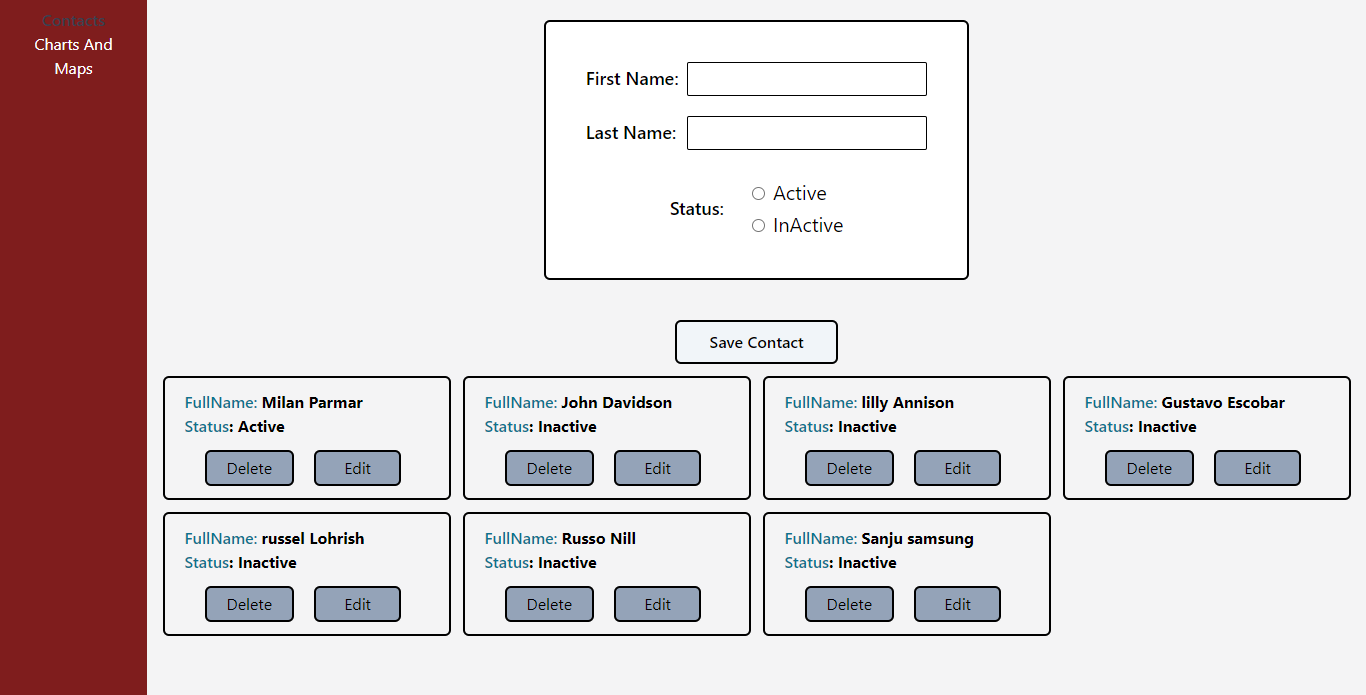 Contacts
Charts And
Maps
First Name:
Last Name:
Status:
Active
InActive
Save Contact
FullName: Milan Parmar
Status: Active
Delete Edit
FullName: John Davidson
Status: Inactive
Delete Edit
FullName: lilly Annison
Status: Inactive
Delete Edit
FullName: Gustavo Escobar
Status: Inactive
Delete Edit
FullName: russel Lohrish
Status: Inactive
Delete Edit
FullName: Russo Nill
Status: Inactive
Delete Edit
FullName: Sanju samsung
Status: Inactive
Delete Edit